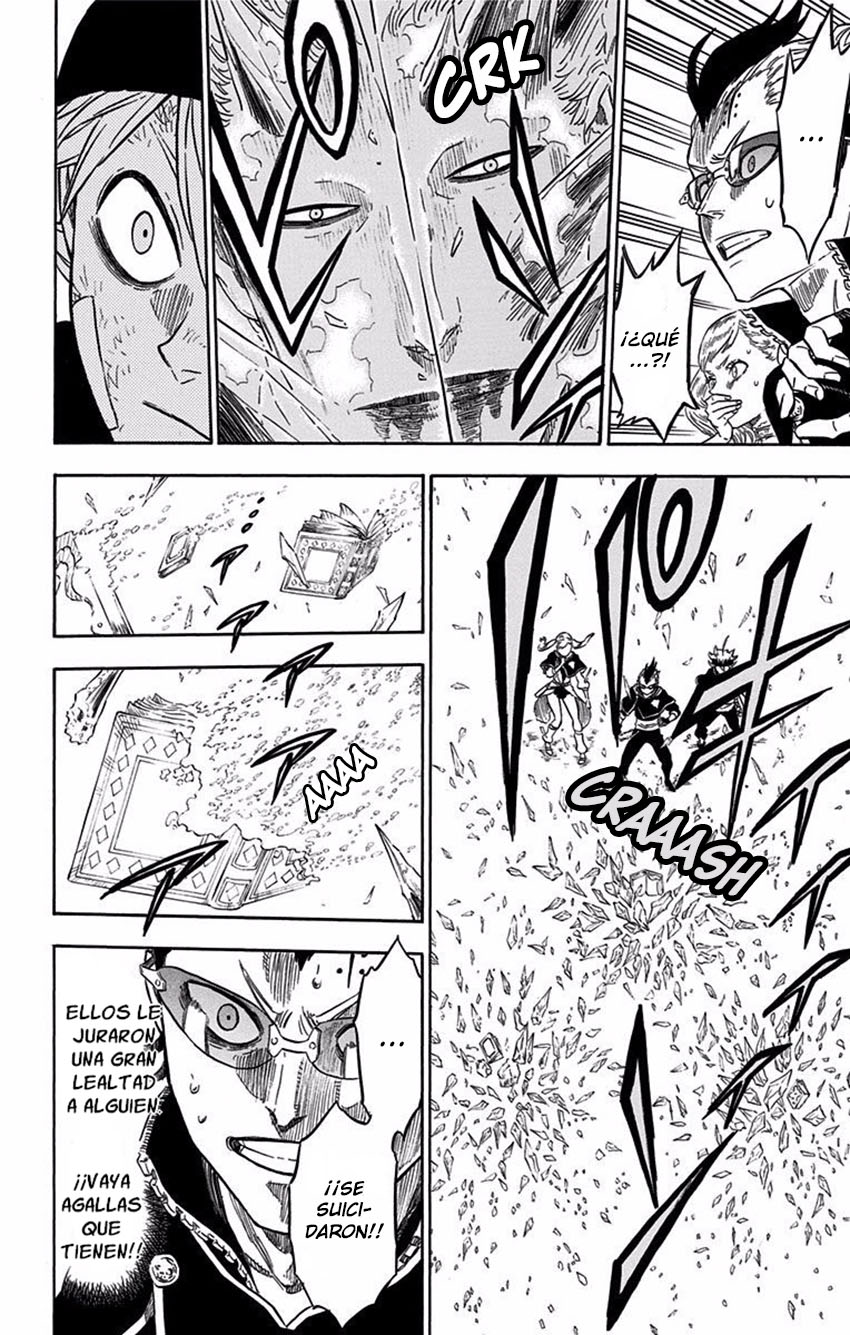 ...
¡¿QUÉ
...?!
CRK
CRAAASH
AAAA
...
¡¡SE
SUICI-
DARON!!
ELLOS LE
JURARON
UNA GRAN
LEALTAD
A ALGUIEN.
¡¡VAYA
AGALLAS
QUE
TIENEN!!